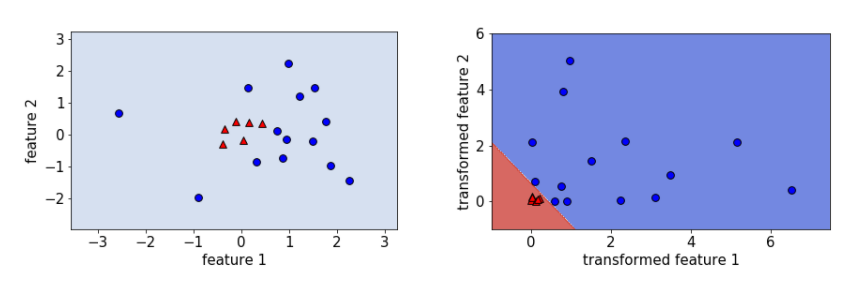 3
2
1
0
−1
−2
feature 2
−3 −2 −1 0 1 2 3
feature 1
6
4
2
0
transformed feature 2
0 2 4 6
transformed feature 1